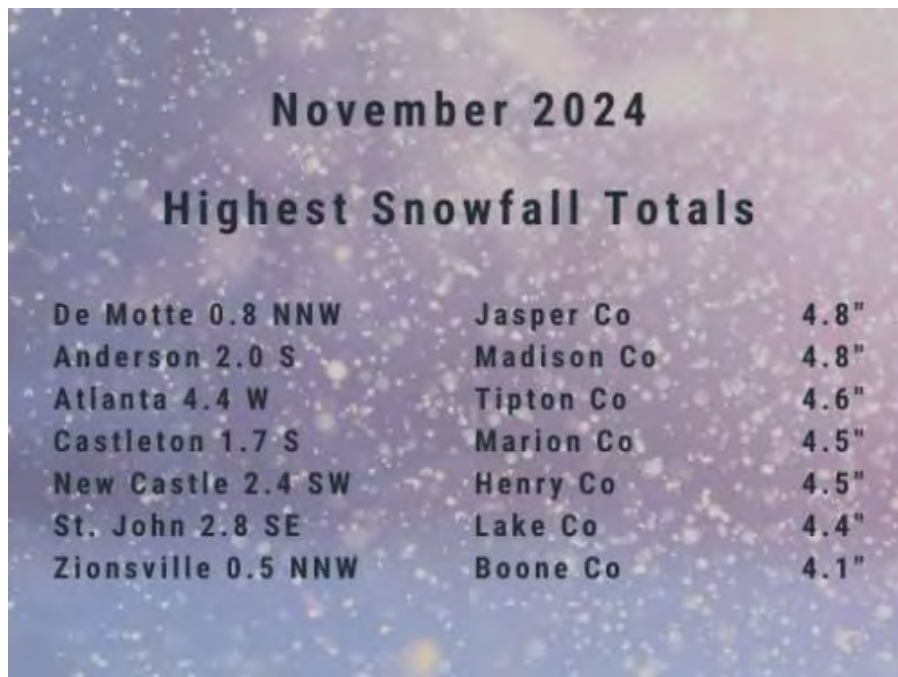 November 2024
Highest Snowfall Totals
De Motte 0.8 NNW Jasper Co 4.8"
Anderson 2.0 S Madison Co 4.8"
Atlanta 4.4 W Tipton Co 4.6"
Castleton 1.7 S Marion Co 4.5"
New Castle 2.4 SW Henry Co 4.5"
St. John 2.8 SE Lake Co 4.4"
Zionsville 0.5 NNW Boone Co 4.1"